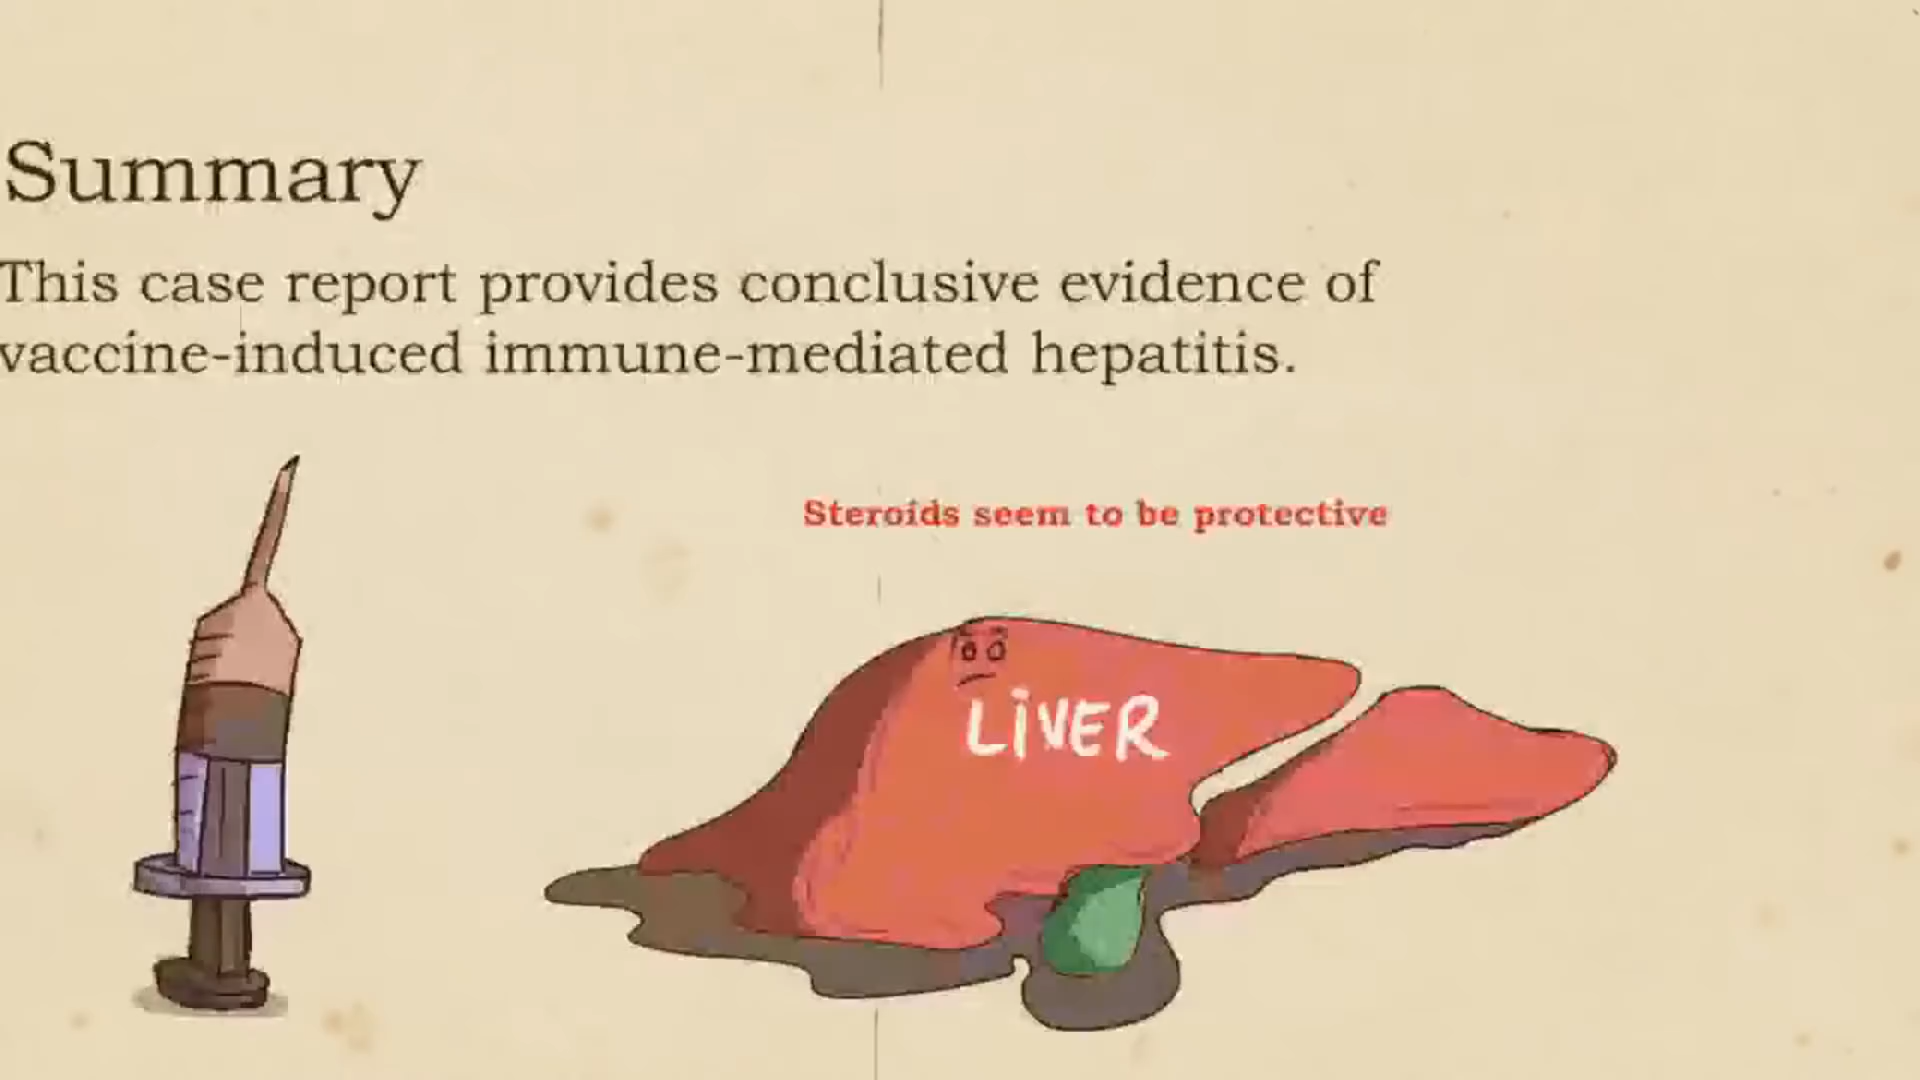 Summary
This case report provides conclusive evidence of
vaccine-induced immune-mediated hepatitis.
Steroids seem to be protective
LiVER